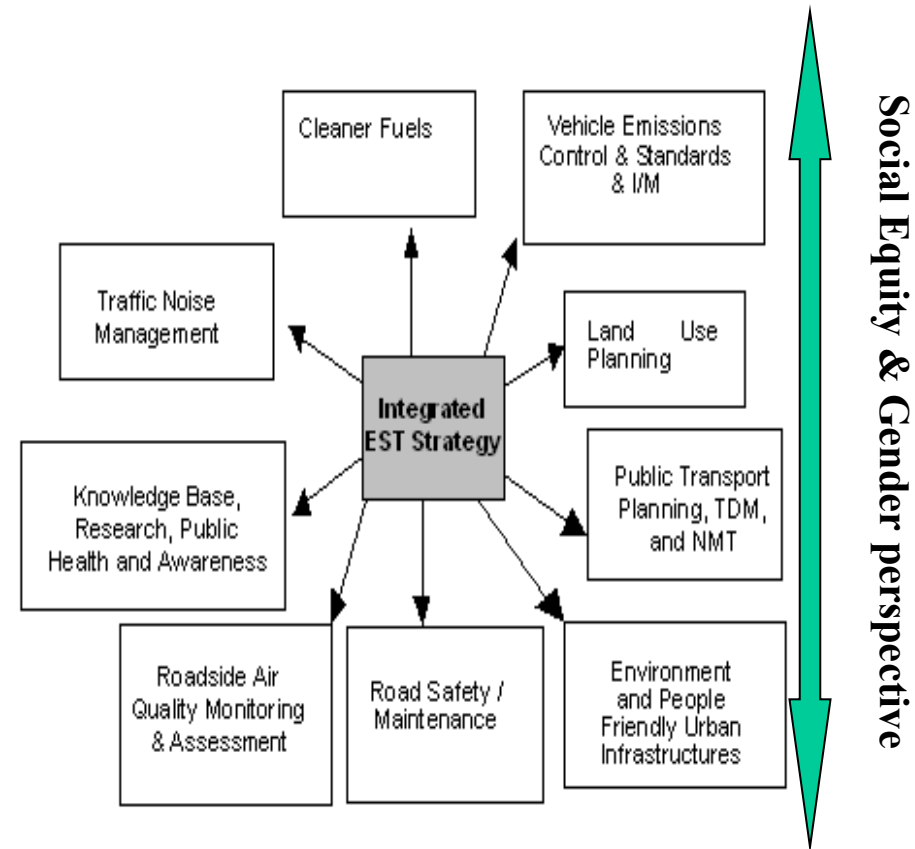 Cleaner Fuels
Vehicle Emissions
Control & Standards
& I/M
Traffic Noise
Management
Land Use
Planning
Integrated
EST Strategy
Knowledge Base,
Research, Public
Health and Awareness
Public Transport
Planning, TDM,
and NMT
Roadside Air
Quality Monitoring
& Assessment
Road Safety /
Maintenance
Environment
and People
Friendly Urban
Infrastructures
Social Equity & Gender perspective